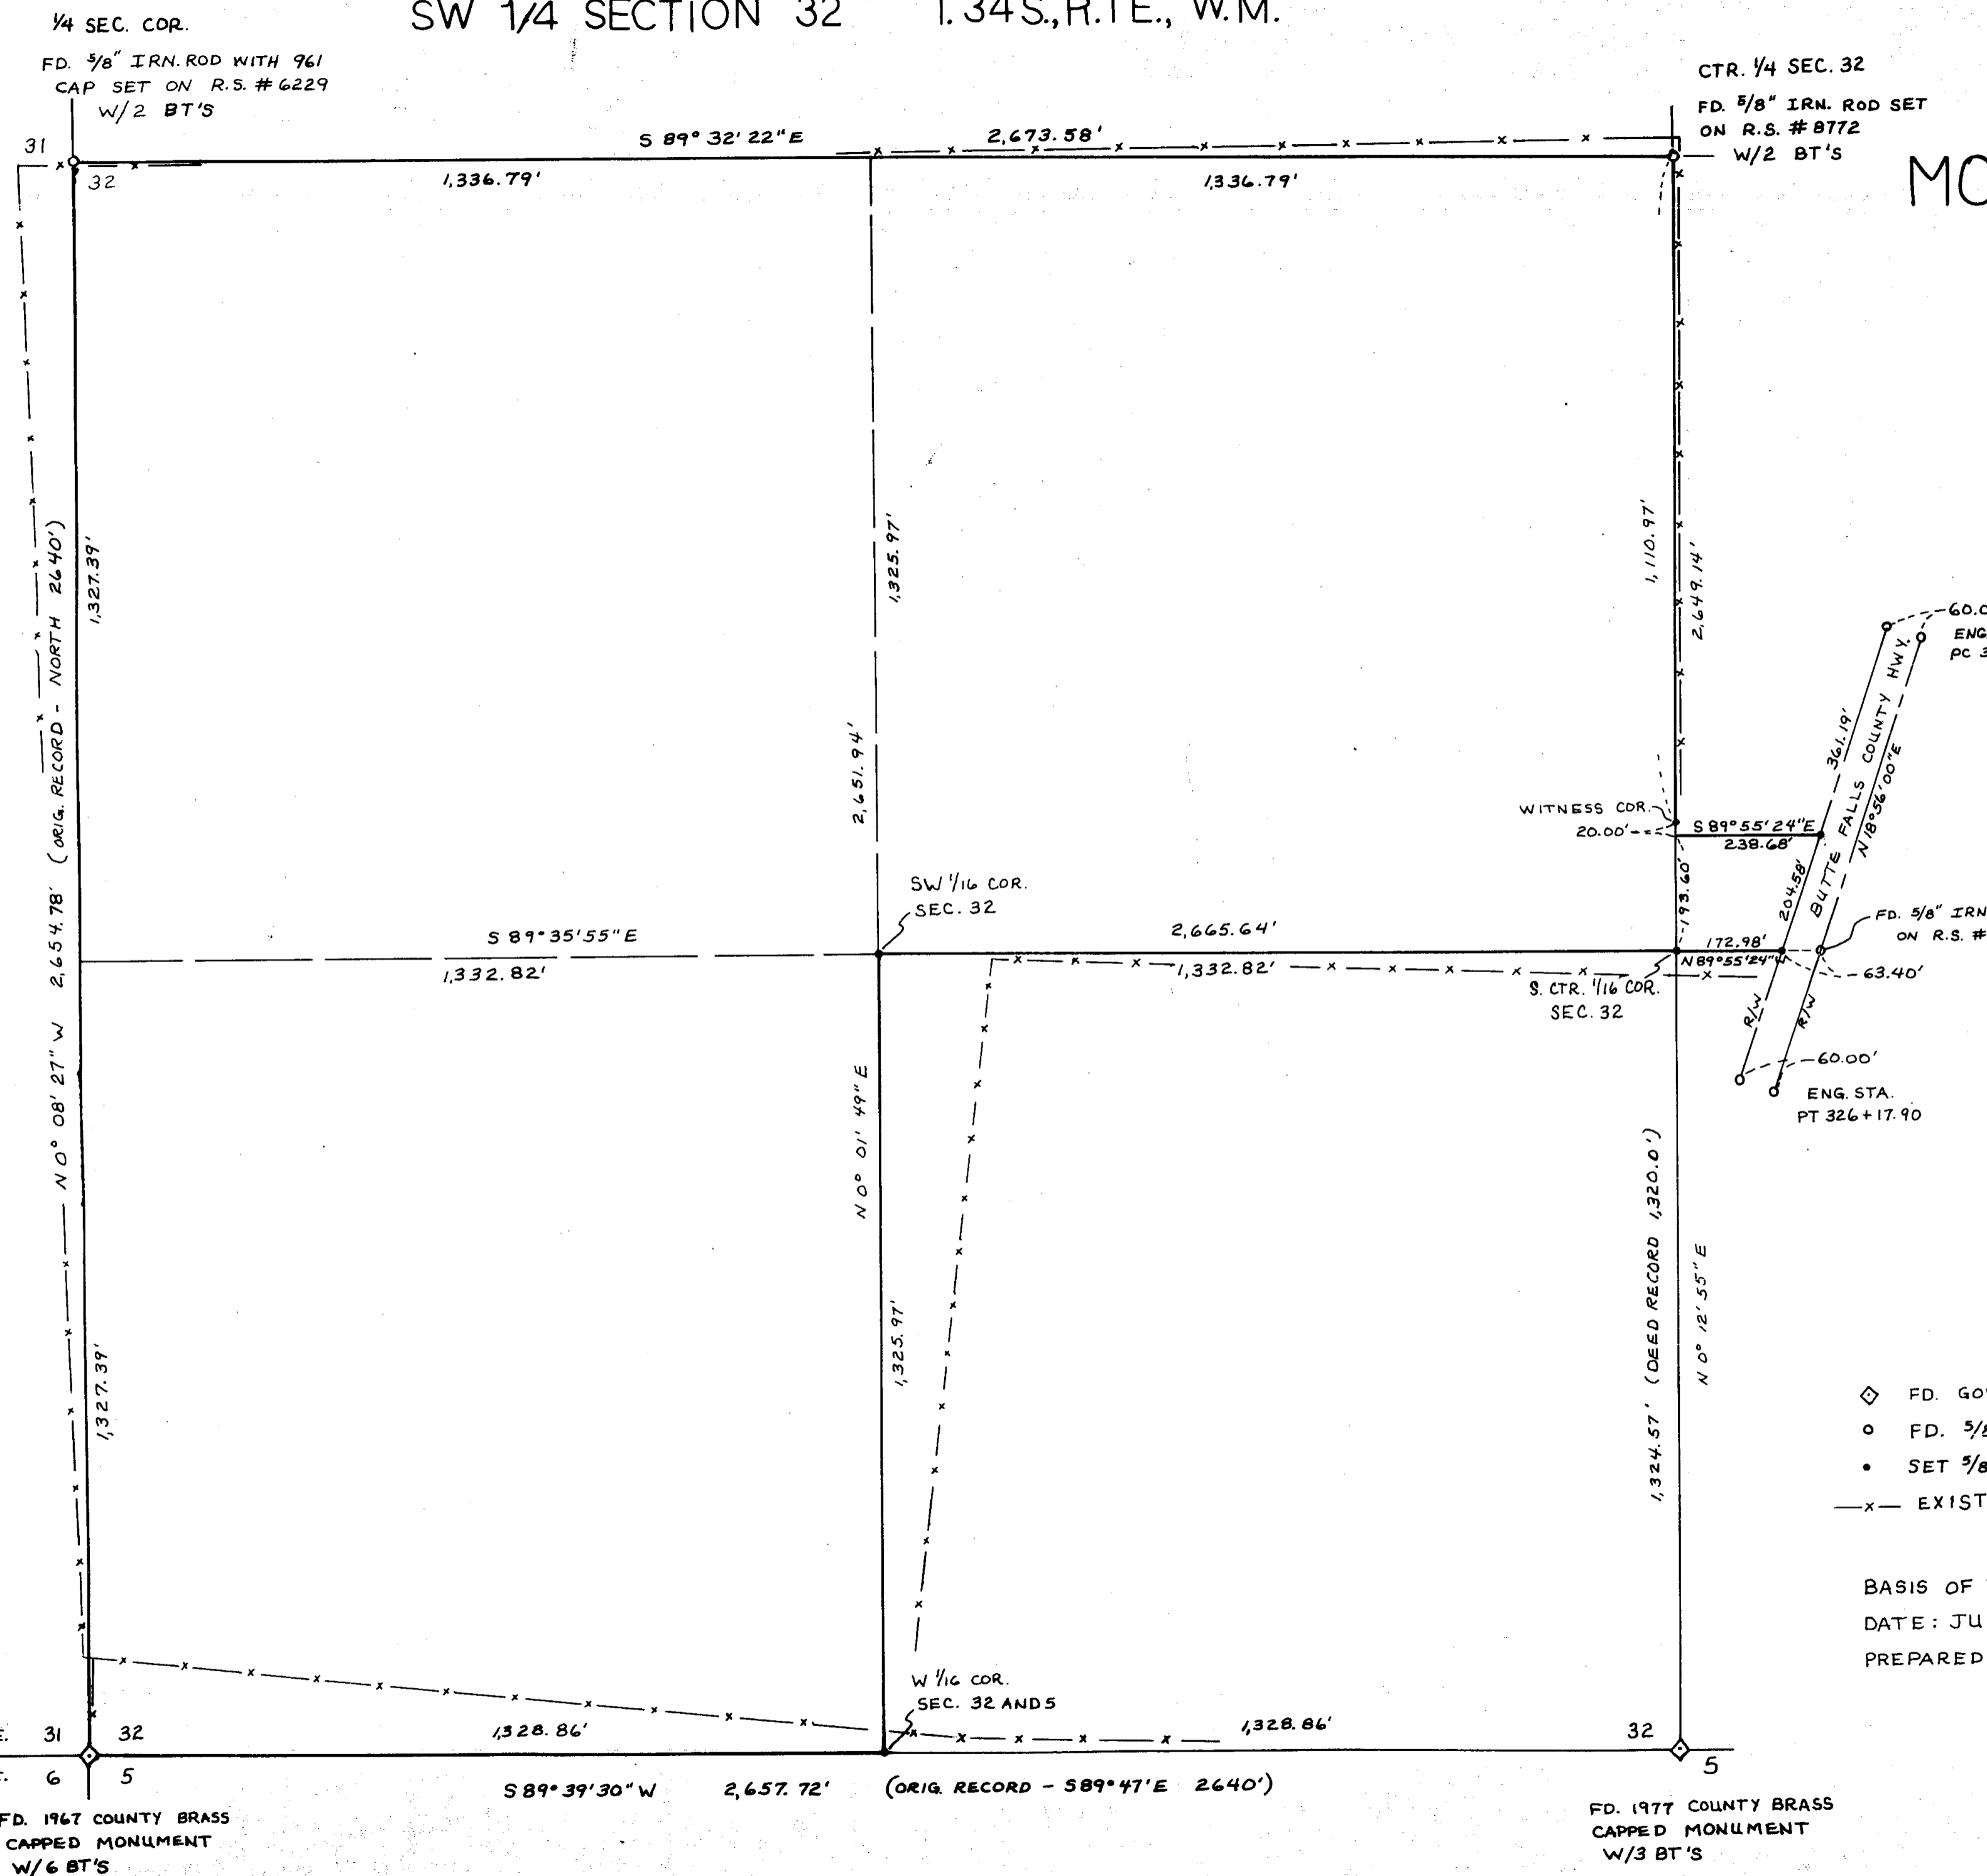 SW 1/4 SECTION 32 T.34S., R.1E., W.M.
1/4 SEC. COR.
FD. 5/8" IRN. ROD WITH 961
CAP SET ON R.S. # 6229
W/2 BT'S
CTR. 1/4 SEC. 32
FD. 5/8" IRN. ROD SET
ON R.S. # 8772
W/2 BT'S
MO
31
32
S 89° 32' 22" E 2,673.58'
1,336.79'
1,336.79'
N 0° 08' 27" W 2,654.78' (ORIG. RECORD - NORTH 2640')
1,327.39'
1,325.97'
2,651.94'
1,110.97'
2,649.14'
60.0
ENG
PC 3
361.19'
BUTTE FALLS COUNTY HWY.
N 18° 56' 00" E
WITNESS COR.
20.00'
S 89° 55' 24" E
238.68'
193.60'
204.58'
SW 1/16 COR.
SEC. 32
FD. 5/8" IRN
ON R.S. #
S 89° 35' 55" E
2,665.64'
172.98'
1,332.82'
1,332.82'
N 89° 55' 24" W
63.40'
S. CTR. 1/16 COR.
SEC. 32
R/W
R/W
60.00'
ENG. STA.
PT 326+17.90
N 0° 01' 49" E
1,324.57' (DEED RECORD 1,320.0')
N 0° 12' 55" E
1,327.39'
1,325.97'
FD. GO
FD. 5/8
SET 5/8
—x— EXIST
BASIS OF
DATE: JU
PREPARED
W 1/16 COR.
SEC. 32 AND 5
E. 31 32
1,328.86'
1,328.86'
32
6 5
5
S 89° 39' 30" W 2,657.72' (ORIG. RECORD - S89°47'E 2640')
FD. 1967 COUNTY BRASS
CAPPED MONUMENT
W/6 BT'S
FD. 1977 COUNTY BRASS
CAPPED MONUMENT
W/3 BT'S